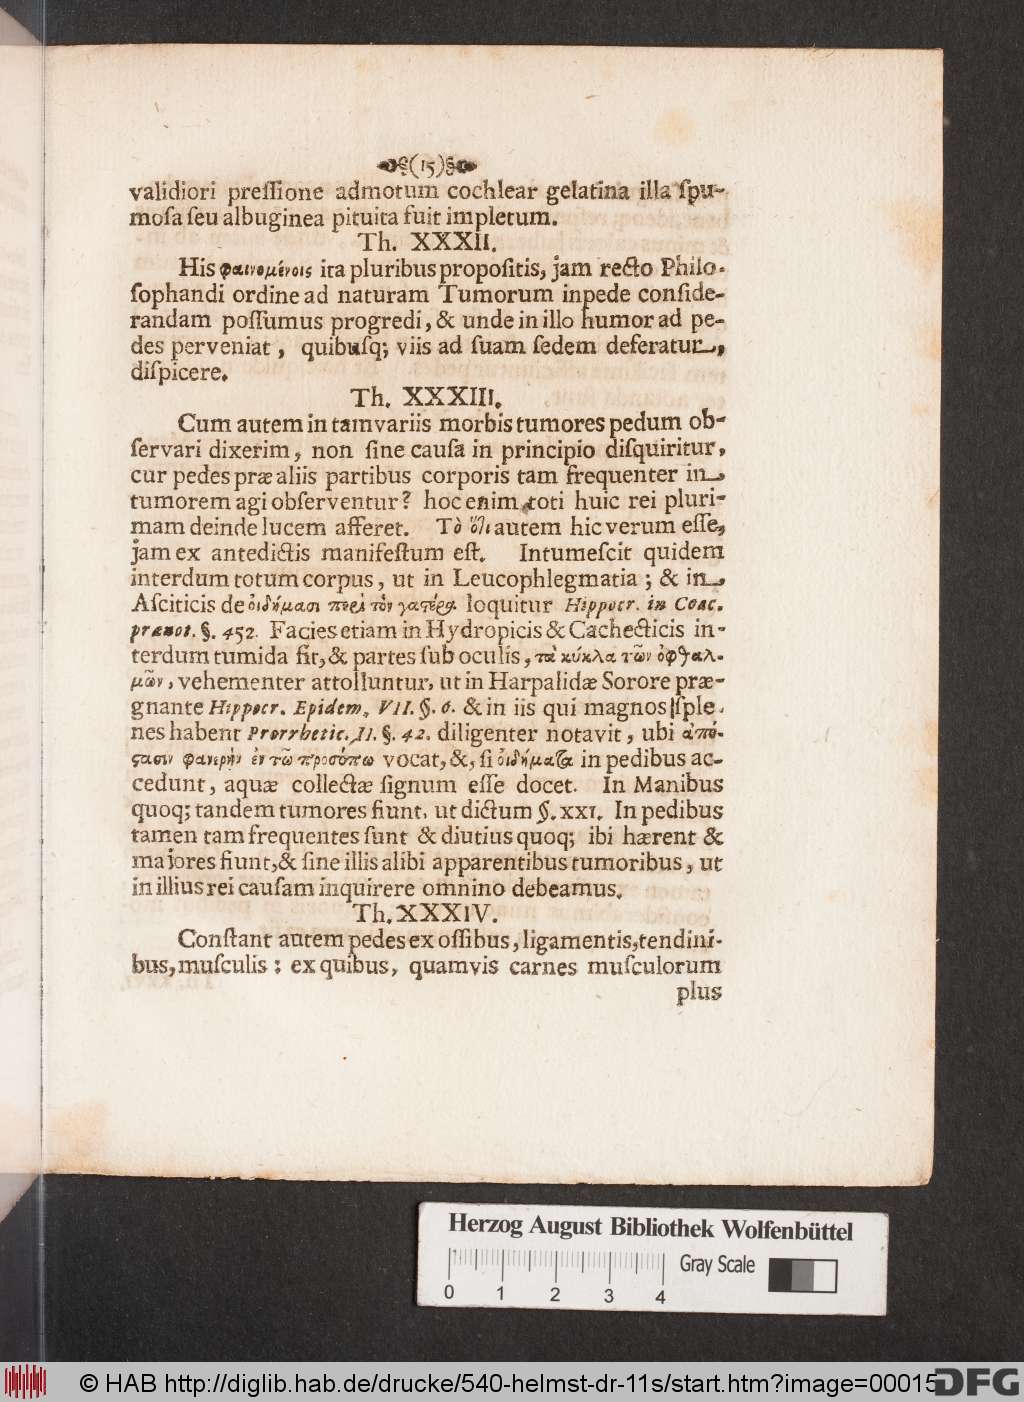 (15)
validiori pressione admotum cochlear gelatina illa spu-
mosa seu albuginea pituita fuit impletum.
Th. XXXII.
His φαινομένοις ita pluribus propositis, jam recto Philo-
sophandi ordine ad naturam Tumorum in pede conside-
randam possumus progredi, & unde in illo humor ad pe-
des perveniat, quibusq; viis ad suam sedem deferatur,
dispicere.
Th. XXXIII.
Cum autem in tam variis morbis tumores pedum ob-
servari dixerim, non sine causa in principio disquiritur,
cur pedes præ aliis partibus corporis tam frequenter in
tumorem agi observentur? hoc enim toti huic rei pluri-
mam deinde lucem afferet. Τὸ ὅτι autem hic verum esse,
jam ex antedictis manifestum est. Intumescit quidem
interdum totum corpus, ut in Leucophlegmatia; & in
Asciticis de οἰδήμασι περὶ τὸν γαστέρα loquitur Hippocr. in Coac.
prænot. §. 452. Facies etiam in Hydropicis & Cachecticis in-
terdum tumida fit, & partes sub oculis, τὰ κύκλα τῶν ὀφθαλ-
μῶν, vehementer attolluntur, ut in Harpalidæ Sorore præ-
gnante Hippocr. Epidem. VII. §. 6. & in iis qui magnos sple-
nes habent Prorrhetic. II. §. 42. diligenter notavit, ubi ἀπό-
ςασιν φανερὴν ἐν τῶ προσώπω vocat, &, si οἰδήματα in pedibus ac-
cedunt, aquæ collectæ signum esse docet. In Manibus
quoq; tandem tumores fiunt, ut dictum §. XXI. In pedibus
tamen tam frequentes sunt & diutius quoq; ibi hærent &
majores fiunt, & sine illis alibi apparentibus tumoribus, ut
in illius rei causam inquirere omnino debeamus.
Th. XXXIV.
Constant autem pedes ex ossibus, ligamentis, tendini-
bus, musculis: ex quibus, quamvis carnes musculorum
plus
Herzog August Bibliothek Wolfenbüttel
Gray Scale
0 1 2 3 4
© HAB http://diglib.hab.de/drucke/540-helmst-dr-11s/start.htm?image=00015
DFG